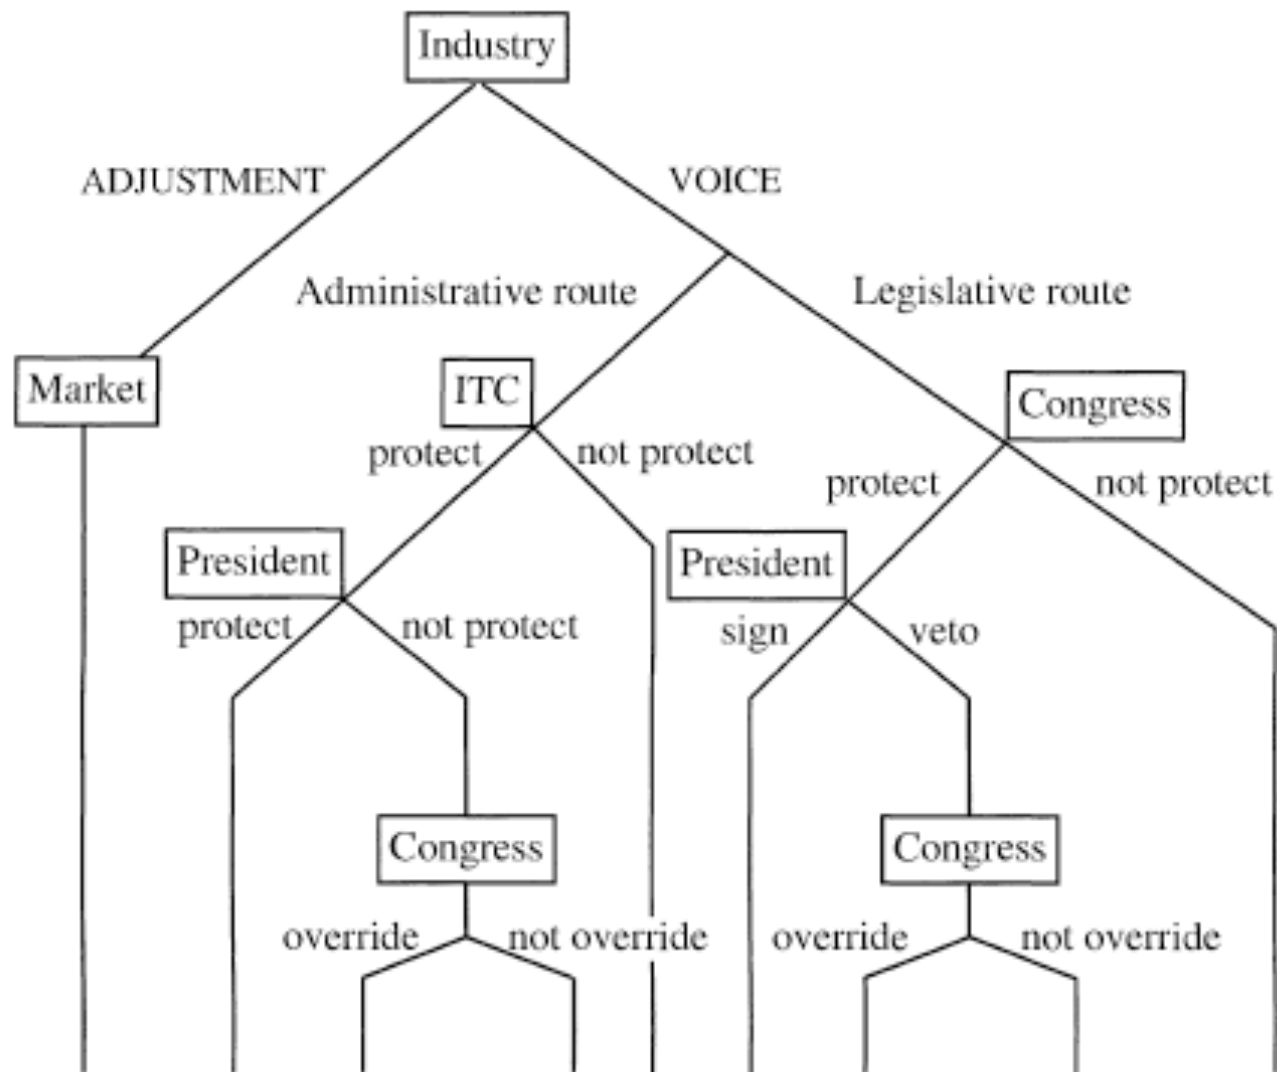 Industry
ADJUSTMENT
VOICE
Administrative route
Legislative route
Market
ITC
Congress
protect
not protect
protect
not protect
President
President
protect
not protect
sign
veto
Congress
Congress
override
not override
override
not override